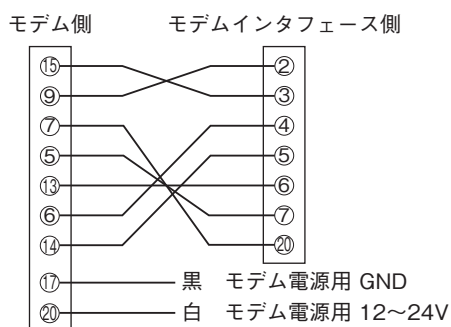 モデム側 モデムインタフェース側
⑮ ②
⑨ ③
⑦ ④
⑤ ⑤
⑬ ⑥
⑥ ⑦
⑭ ⑳
⑰ 黒 モデム電源用 GND
⑳ 白 モデム電源用 12～24V